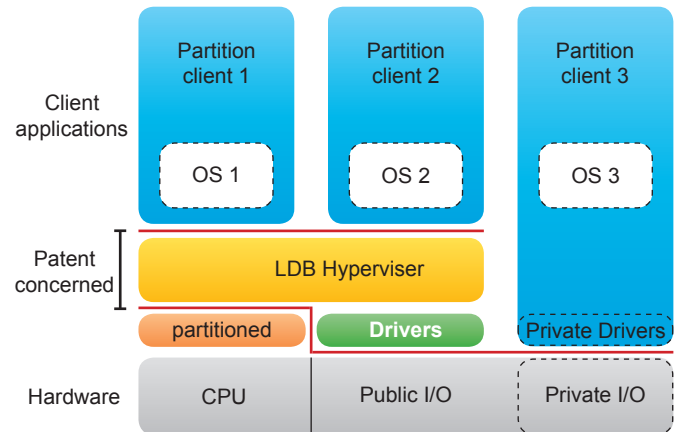 Partition
client 1
Partition
client 2
Partition
client 3
Client
applications
OS 1
OS 2
OS 3
Patent
concerned
LDB Hyperviser
partitioned
Drivers
Private Drivers
Hardware
CPU
Public I/O
Private I/O